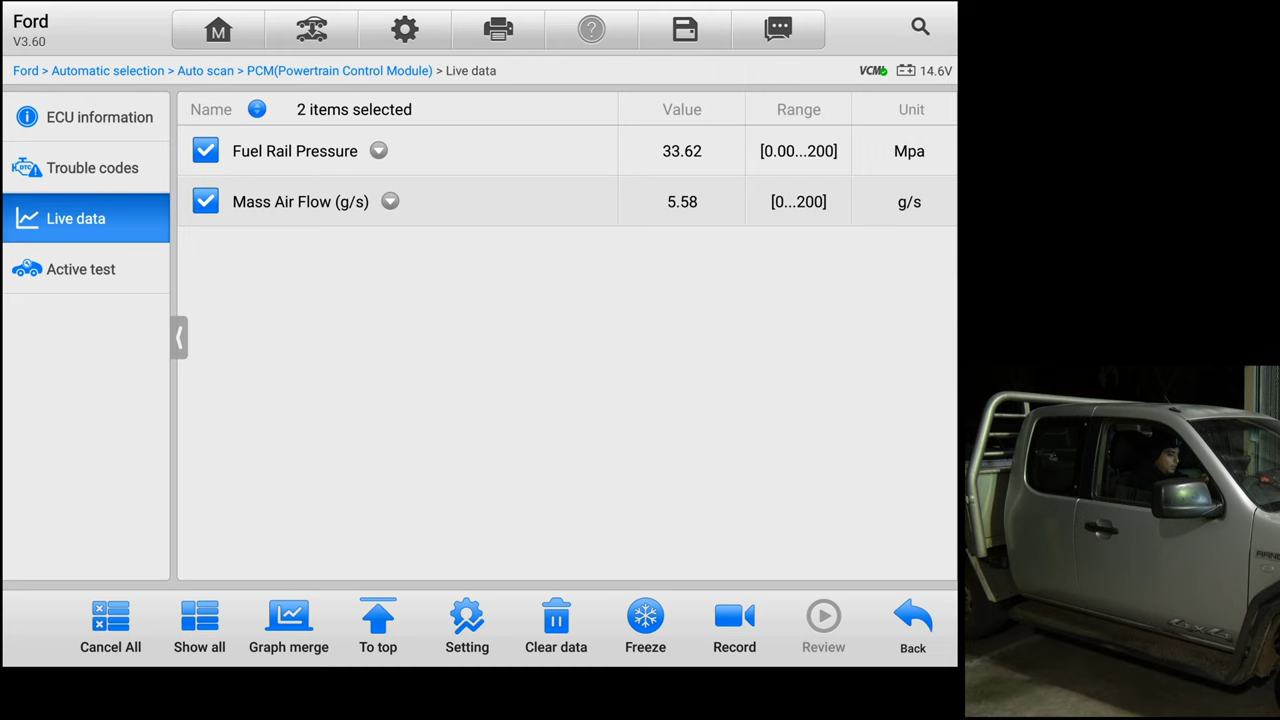 Ford
V3.60
M
?
Ford > Automatic selection > Auto scan > PCM(Powertrain Control Module) > Live data
VCMI
14.6V
ECU information
DTC
Trouble codes
Live data
Active test
Name 2 items selected Value Range Unit
Fuel Rail Pressure 33.62 [0.00...200] Mpa
Mass Air Flow (g/s) 5.58 [0...200] g/s
Cancel All
Show all
Graph merge
To top
Setting
Clear data
Freeze
Record
Review
Back
4x4